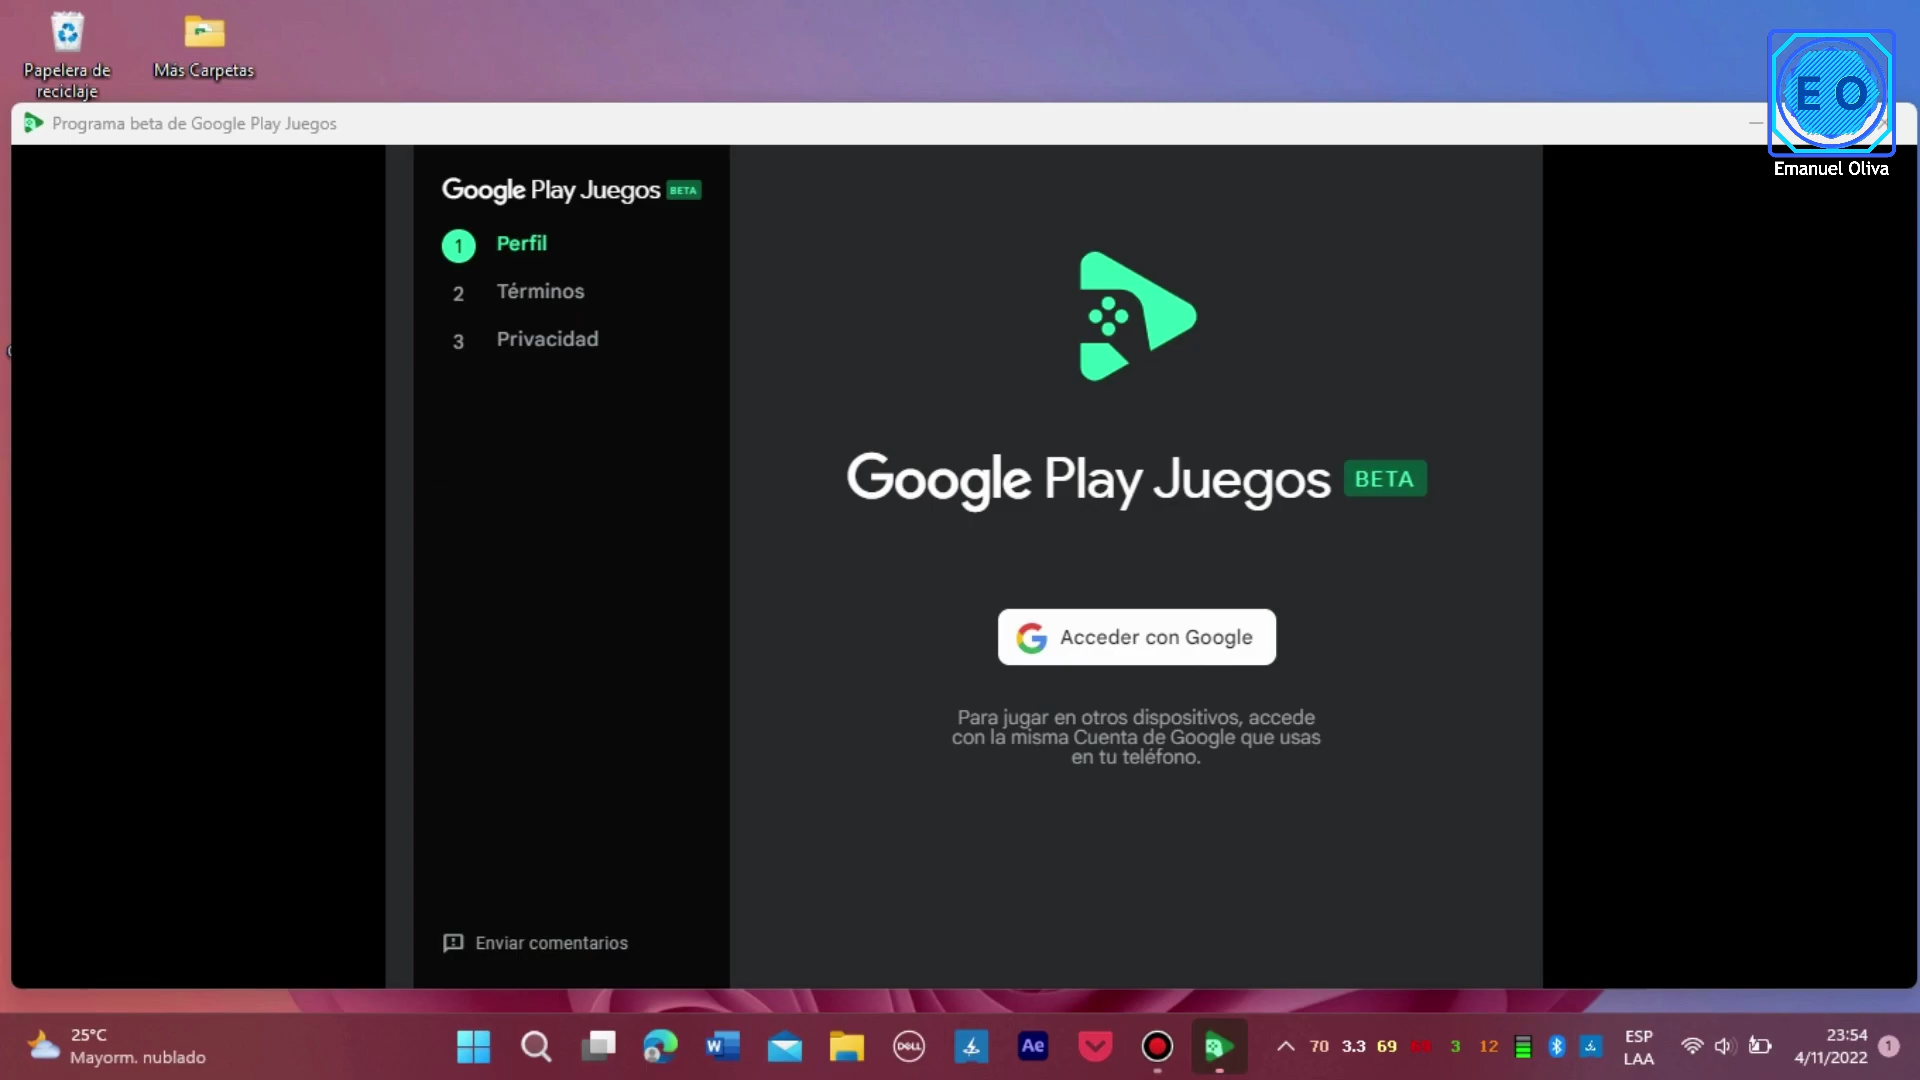 Papelera de
reciclaje
Más Carpetas
E O
Emanuel Oliva
Programa beta de Google Play Juegos
Google Play Juegos BETA
1 Perfil
2 Términos
3 Privacidad
Google Play Juegos BETA
Acceder con Google
Para jugar en otros dispositivos, accede
con la misma Cuenta de Google que usas
en tu teléfono.
Enviar comentarios
25°C
Mayorm. nublado
W
DELL
Ae
70 3.3 69 3 12
ESP
LAA
23:54
4/11/2022
1